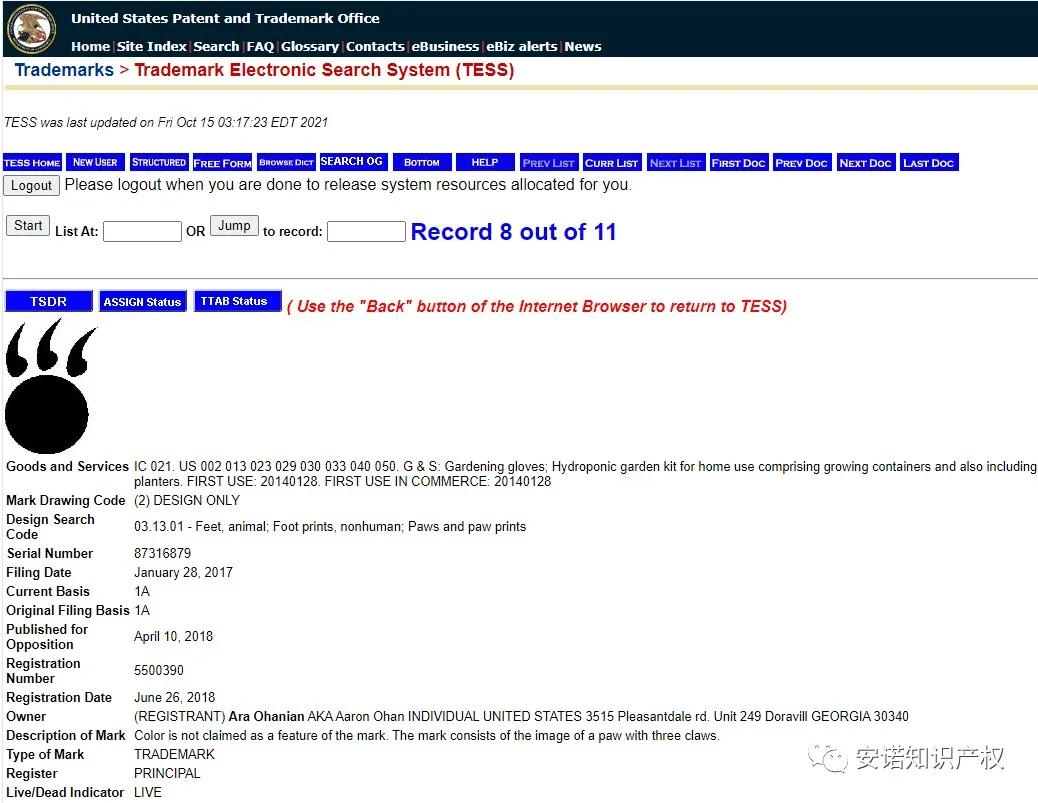 United States Patent and Trademark Office
Home|Site Index|Search|FAQ|Glossary|Contacts|eBusiness|eBiz alerts|News
Trademarks > Trademark Electronic Search System (TESS)
TESS was last updated on Fri Oct 15 03:17:23 EDT 2021
TESS HOME NEW USER STRUCTURED FREE FORM BROWSE DICT SEARCH OG BOTTOM HELP PREV LIST CURR LIST NEXT LIST FIRST DOC PREV DOC NEXT DOC LAST DOC
Logout Please logout when you are done to release system resources allocated for you.
Start List At: OR Jump to record: Record 8 out of 11
TSDR ASSIGN Status TTAB Status ( Use the "Back" button of the Internet Browser to return to TESS)
Goods and Services IC 021. US 002 013 023 029 030 033 040 050. G & S: Gardening gloves; Hydroponic garden kit for home use comprising growing containers and also including
planters. FIRST USE: 20140128. FIRST USE IN COMMERCE: 20140128
Mark Drawing Code (2) DESIGN ONLY
Design Search
Code 03.13.01 - Feet, animal; Foot prints, nonhuman; Paws and paw prints
Serial Number 87316879
Filing Date January 28, 2017
Current Basis 1A
Original Filing Basis 1A
Published for
Opposition April 10, 2018
Registration
Number 5500390
Registration Date June 26, 2018
Owner (REGISTRANT) Ara Ohanian AKA Aaron Ohan INDIVIDUAL UNITED STATES 3515 Pleasantdale rd. Unit 249 Doravill GEORGIA 30340
Description of Mark Color is not claimed as a feature of the mark. The mark consists of the image of a paw with three claws.
Type of Mark TRADEMARK
Register PRINCIPAL
Live/Dead Indicator LIVE
安诺知识产权